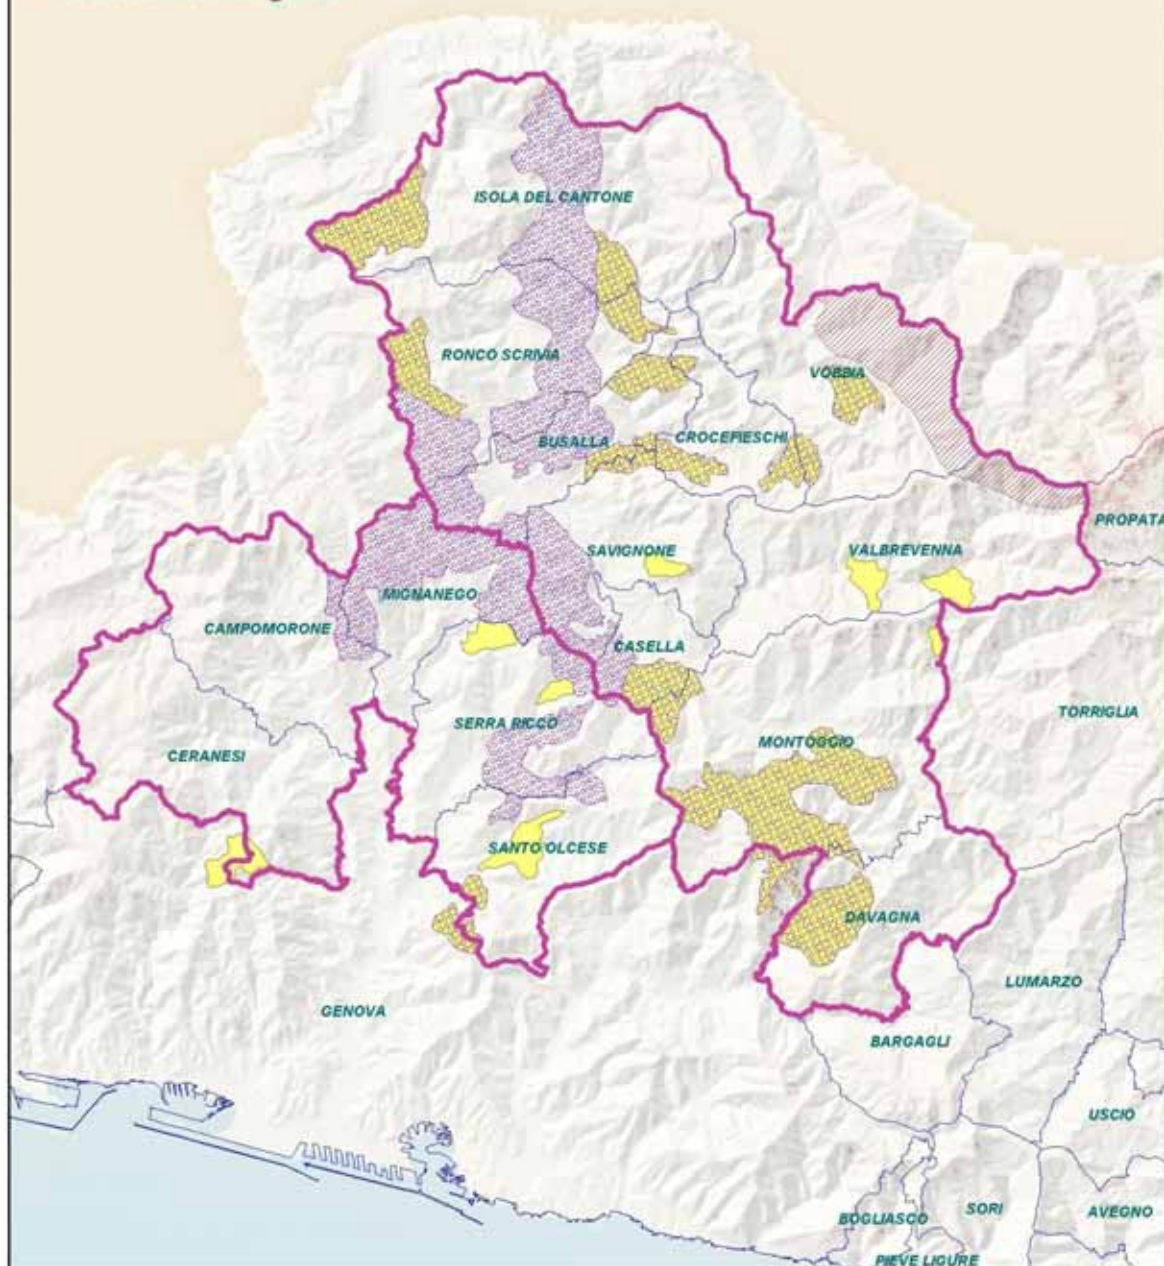 ISOLA DEL CANTONE
RONCO SCRIVIA
VOBBIA
BUSALLA
CROCEFIESCHI
PROPATA
SAVIGNONE
VALBREVENNA
MIGNANEGO
CAMPOMORONE
CASELLA
TORRIGLIA
SERRA RICCO
MONTOGGIO
CERANESI
SANTO OLCESE
DAVAGNA
LUMARZO
GENOVA
BARGAGLI
USCIO
SORI
AVEGNO
BOGLIASCO
PIEVE LIGURE